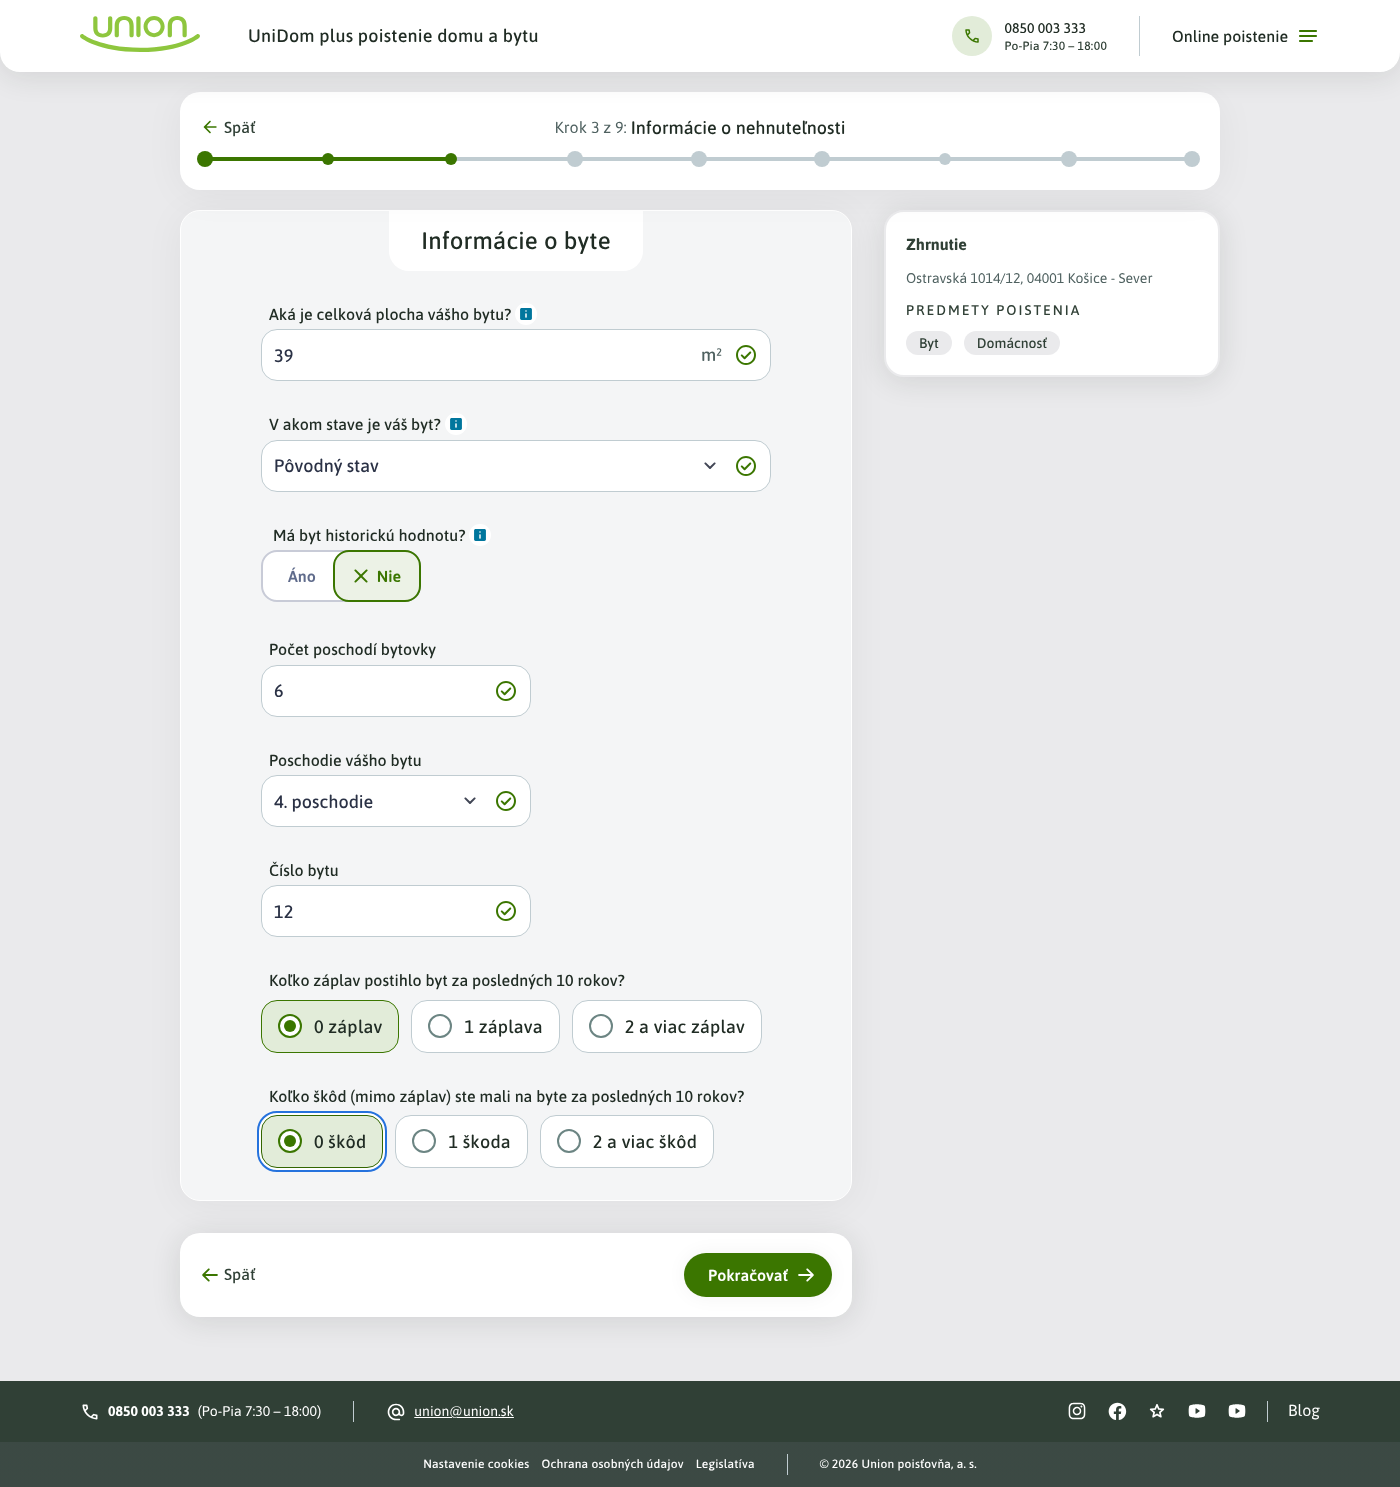 union
UniDom plus poistenie domu a bytu
0850 003 333
Po-Pia 7:30 – 18:00
Online poistenie
Späť
Krok 3 z 9: Informácie o nehnuteľnosti
Informácie o byte
Aká je celková plocha vášho bytu?
39 m²
V akom stave je váš byt?
Pôvodný stav
Má byt historickú hodnotu?
Áno Nie
Počet poschodí bytovky
6
Poschodie vášho bytu
4. poschodie
Číslo bytu
12
Koľko záplav postihlo byt za posledných 10 rokov?
0 záplav 1 záplava 2 a viac záplav
Koľko škôd (mimo záplav) ste mali na byte za posledných 10 rokov?
0 škôd 1 škoda 2 a viac škôd
Zhrnutie
Ostravská 1014/12, 04001 Košice - Sever
PREDMETY POISTENIA
Byt Domácnosť
Späť
Pokračovať
0850 003 333 (Po-Pia 7:30 – 18:00) union@union.sk Blog
Nastavenie cookies Ochrana osobných údajov Legislatíva © 2026 Union poisťovňa, a. s.